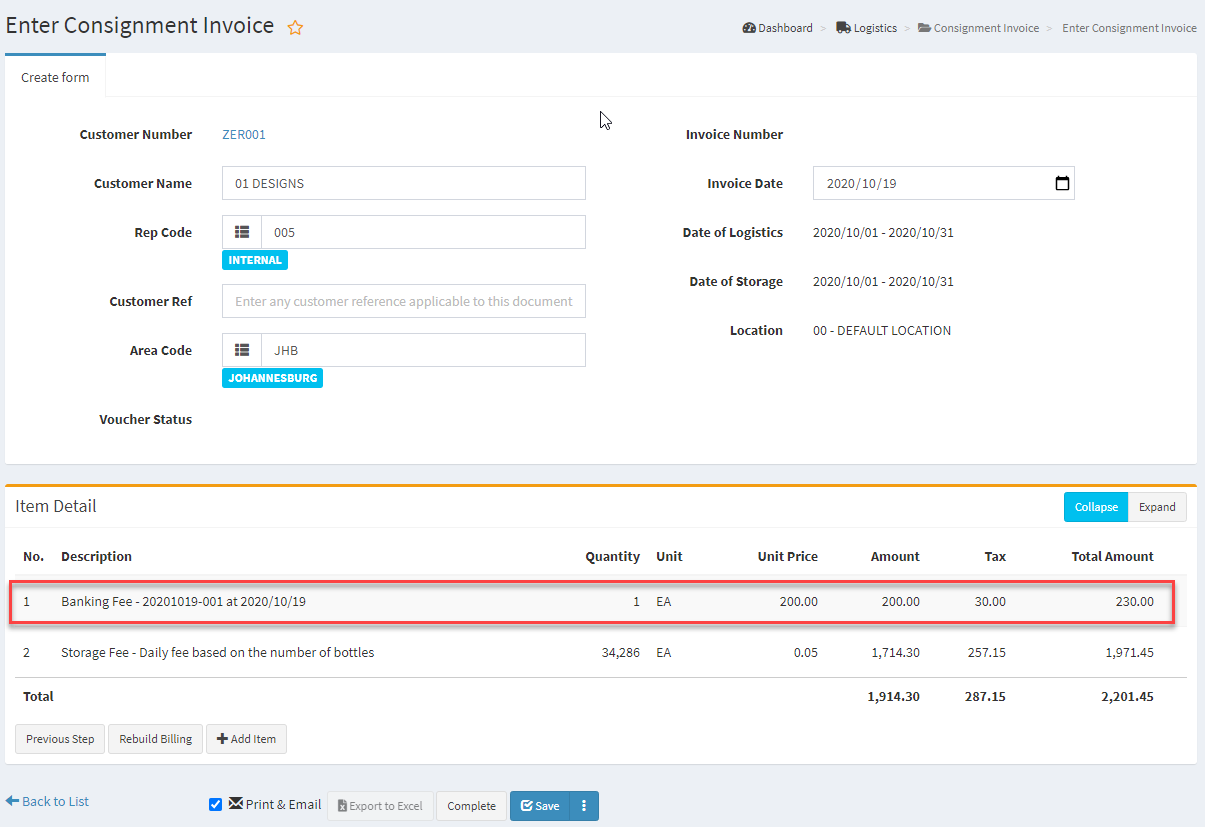 Enter Consignment Invoice
Dashboard > Logistics > Consignment Invoice > Enter Consignment Invoice
Create form
Customer Number ZER001
Invoice Number
Customer Name 01 DESIGNS
Invoice Date 2020/10/19
Rep Code 005
INTERNAL
Date of Logistics 2020/10/01 - 2020/10/31
Customer Ref Enter any customer reference applicable to this document
Date of Storage 2020/10/01 - 2020/10/31
Area Code JHB
JOHANNESBURG
Location 00 - DEFAULT LOCATION
Voucher Status
Item Detail
Collapse Expand
No. Description Quantity Unit Unit Price Amount Tax Total Amount
1 Banking Fee - 20201019-001 at 2020/10/19 1 EA 200.00 200.00 30.00 230.00
2 Storage Fee - Daily fee based on the number of bottles 34,286 EA 0.05 1,714.30 257.15 1,971.45
Total 1,914.30 287.15 2,201.45
Previous Step Rebuild Billing Add Item
Back to List Print & Email Export to Excel Complete Save